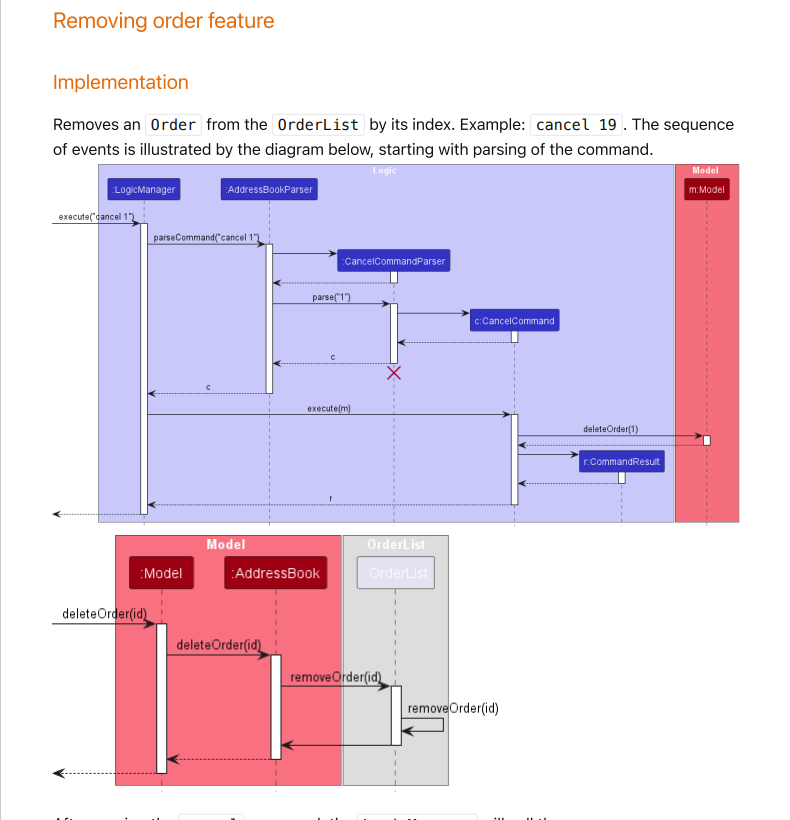 Removing order feature
Implementation
Removes an Order from the OrderList by its index. Example: cancel 19. The sequence
of events is illustrated by the diagram below, starting with parsing of the command.
Logic
Model
:LogicManager
:AddressBookParser
m:Model
execute("cancel 1")
parseCommand("cancel 1")
:CancelCommandParser
parse("1")
c:CancelCommand
c
c
execute(m)
deleteOrder(1)
r:CommandResult
r
Model
OrderList
:Model
:AddressBook
:OrderList
deleteOrder(id)
deleteOrder(id)
removeOrder(id)
removeOrder(id)